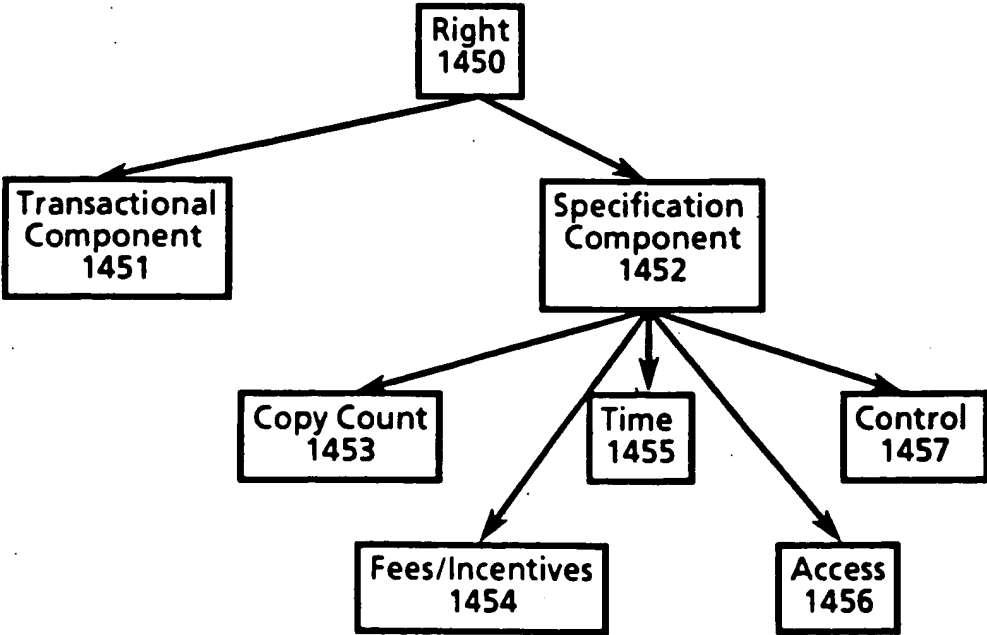 Right
1450
Transactional
Component
1451
Specification
Component
1452
Copy Count
1453
Time
1455
Control
1457
Fees/Incentives
1454
Access
1456